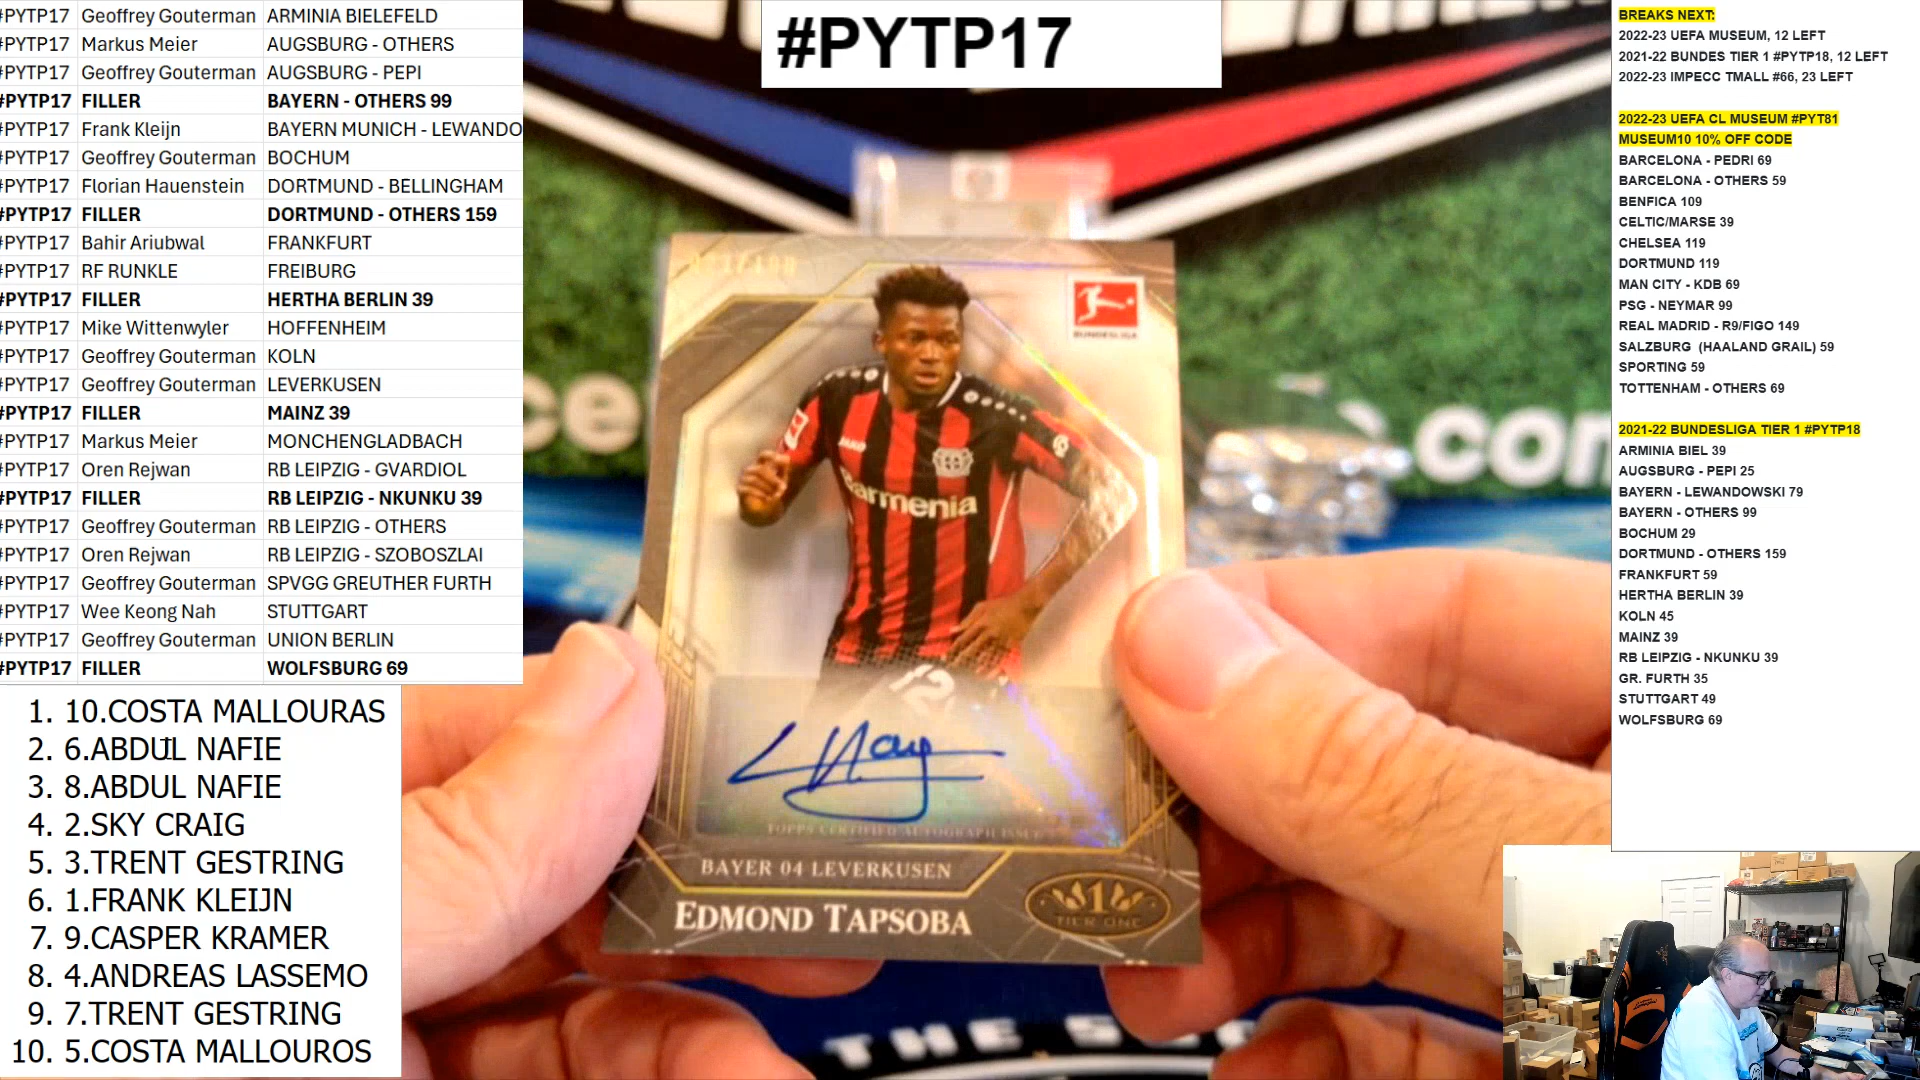 #PYTP17 Geoffrey Gouterman ARMINIA BIELEFELD
#PYTP17 Markus Meier AUGSBURG - OTHERS
#PYTP17 Geoffrey Gouterman AUGSBURG - PEPI
#PYTP17 FILLER BAYERN - OTHERS 99
#PYTP17 Frank Kleijn BAYERN MUNICH - LEWANDO
#PYTP17 Geoffrey Gouterman BOCHUM
#PYTP17 Florian Hauenstein DORTMUND - BELLINGHAM
#PYTP17 FILLER DORTMUND - OTHERS 159
#PYTP17 Bahir Ariubwal FRANKFURT
#PYTP17 RF RUNKLE FREIBURG
#PYTP17 FILLER HERTHA BERLIN 39
#PYTP17 Mike Wittenwyler HOFFENHEIM
#PYTP17 Geoffrey Gouterman KOLN
#PYTP17 Geoffrey Gouterman LEVERKUSEN
#PYTP17 FILLER MAINZ 39
#PYTP17 Markus Meier MONCHENGLADBACH
#PYTP17 Oren Rejwan RB LEIPZIG - GVARDIOL
#PYTP17 FILLER RB LEIPZIG - NKUNKU 39
#PYTP17 Geoffrey Gouterman RB LEIPZIG - OTHERS
#PYTP17 Oren Rejwan RB LEIPZIG - SZOBOSZLAI
#PYTP17 Geoffrey Gouterman SPVGG GREUTHER FURTH
#PYTP17 Wee Keong Nah STUTTGART
#PYTP17 Geoffrey Gouterman UNION BERLIN
#PYTP17 FILLER WOLFSBURG 69
1. 10.COSTA MALLOURAS
2. 6.ABDUL NAFIE
3. 8.ABDUL NAFIE
4. 2.SKY CRAIG
5. 3.TRENT GESTRING
6. 1.FRANK KLEIJN
7. 9.CASPER KRAMER
8. 4.ANDREAS LASSEMO
9. 7.TRENT GESTRING
10. 5.COSTA MALLOUROS
#PYTP17
BUNDESLIGA
JAKO
Barmenia
12
TOPPS CERTIFIED AUTOGRAPH ISSUE
BAYER 04 LEVERKUSEN
EDMOND TAPSOBA
1
TIER ONE
ce
com
THE S
BREAKS NEXT:
2022-23 UEFA MUSEUM, 12 LEFT
2021-22 BUNDES TIER 1 #PYTP18, 12 LEFT
2022-23 IMPECC TMALL #66, 23 LEFT
2022-23 UEFA CL MUSEUM #PYT81
MUSEUM10 10% OFF CODE
BARCELONA - PEDRI 69
BARCELONA - OTHERS 59
BENFICA 109
CELTIC/MARSE 39
CHELSEA 119
DORTMUND 119
MAN CITY - KDB 69
PSG - NEYMAR 99
REAL MADRID - R9/FIGO 149
SALZBURG (HAALAND GRAIL) 59
SPORTING 59
TOTTENHAM - OTHERS 69
2021-22 BUNDESLIGA TIER 1 #PYTP18
ARMINIA BIEL 39
AUGSBURG - PEPI 25
BAYERN - LEWANDOWSKI 79
BAYERN - OTHERS 99
BOCHUM 29
DORTMUND - OTHERS 159
FRANKFURT 59
HERTHA BERLIN 39
KOLN 45
MAINZ 39
RB LEIPZIG - NKUNKU 39
GR. FURTH 35
STUTTGART 49
WOLFSBURG 69